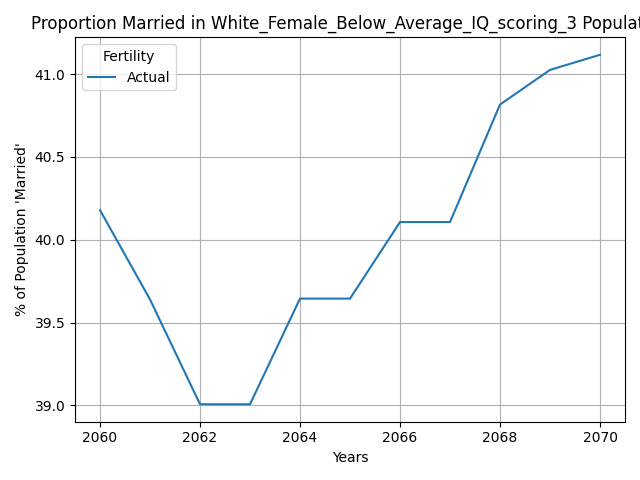 Proportion Married in White_Female_Below_Average_IQ_scoring_3 Populat
Fertility
Actual
41.0
40.5
40.0
39.5
39.0
% of Population 'Married'
2060 2062 2064 2066 2068 2070
Years